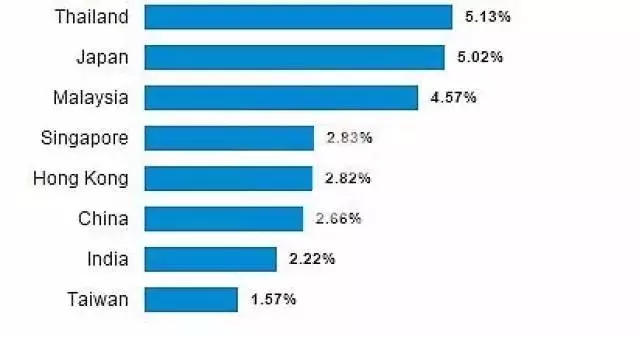 Thailand 5.13%
Japan 5.02%
Malaysia 4.57%
Singapore 2.83%
Hong Kong 2.82%
China 2.66%
India 2.22%
Taiwan 1.57%